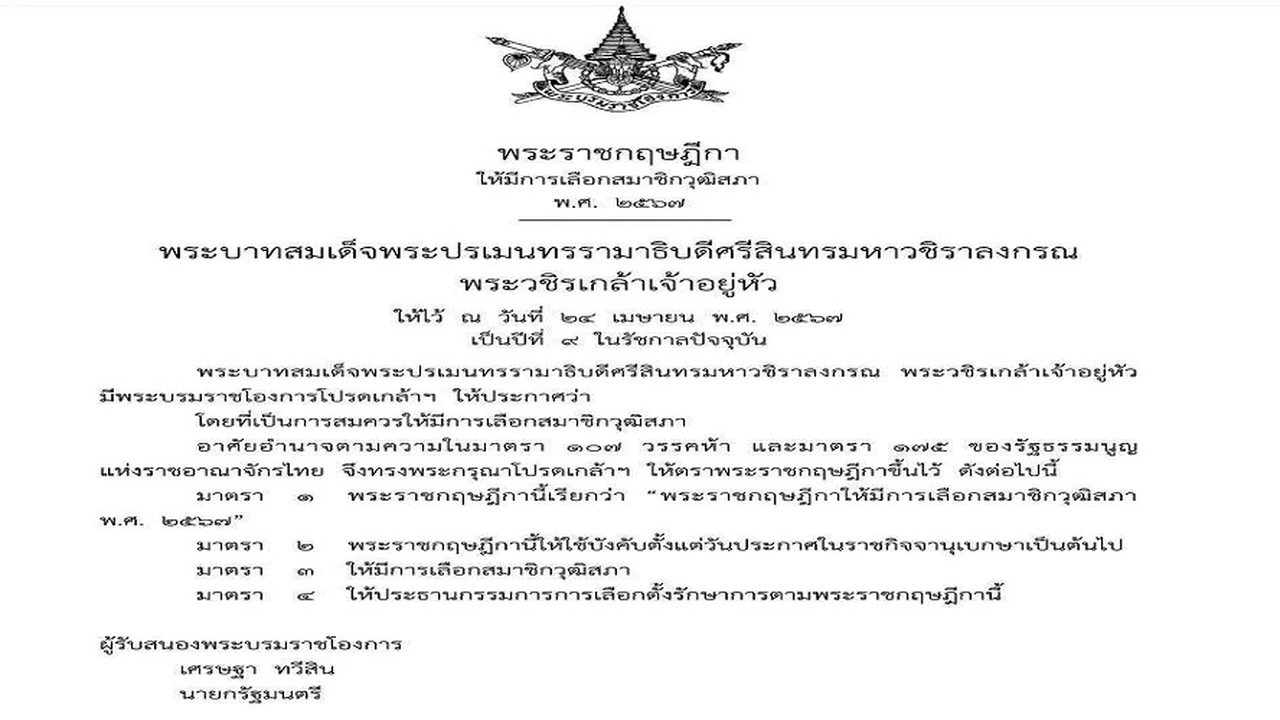 พระบรมราชโองการ
พระราชกฤษฎีกา
ให้มีการเลือกสมาชิกวุฒิสภา
พ.ศ. ๒๕๖๗
พระบาทสมเด็จพระปรเมนทรรามาธิบดีศรีสินทรมหาวชิราลงกรณ
พระวชิรเกล้าเจ้าอยู่หัว
ให้ไว้ ณ วันที่ ๒๔ เมษายน พ.ศ. ๒๕๖๗
เป็นปีที่ ๙ ในรัชกาลปัจจุบัน
พระบาทสมเด็จพระปรเมนทรรามาธิบดีศรีสินทรมหาวชิราลงกรณ พระวชิรเกล้าเจ้าอยู่หัว
มีพระบรมราชโองการโปรดเกล้าฯ ให้ประกาศว่า
โดยที่เป็นการสมควรให้มีการเลือกสมาชิกวุฒิสภา
อาศัยอำนาจตามความในมาตรา ๑๐๗ วรรคห้า และมาตรา ๑๗๕ ของรัฐธรรมนูญ
แห่งราชอาณาจักรไทย จึงทรงพระกรุณาโปรดเกล้าฯ ให้ตราพระราชกฤษฎีกาขึ้นไว้ ดังต่อไปนี้
มาตรา ๑ พระราชกฤษฎีกานี้เรียกว่า “พระราชกฤษฎีกาให้มีการเลือกสมาชิกวุฒิสภา
พ.ศ. ๒๕๖๗”
มาตรา ๒ พระราชกฤษฎีกานี้ให้ใช้บังคับตั้งแต่วันประกาศในราชกิจจานุเบกษาเป็นต้นไป
มาตรา ๓ ให้มีการเลือกสมาชิกวุฒิสภา
มาตรา ๔ ให้ประธานกรรมการการเลือกตั้งรักษาการตามพระราชกฤษฎีกานี้
ผู้รับสนองพระบรมราชโองการ
เศรษฐา ทวีสิน
นายกรัฐมนตรี